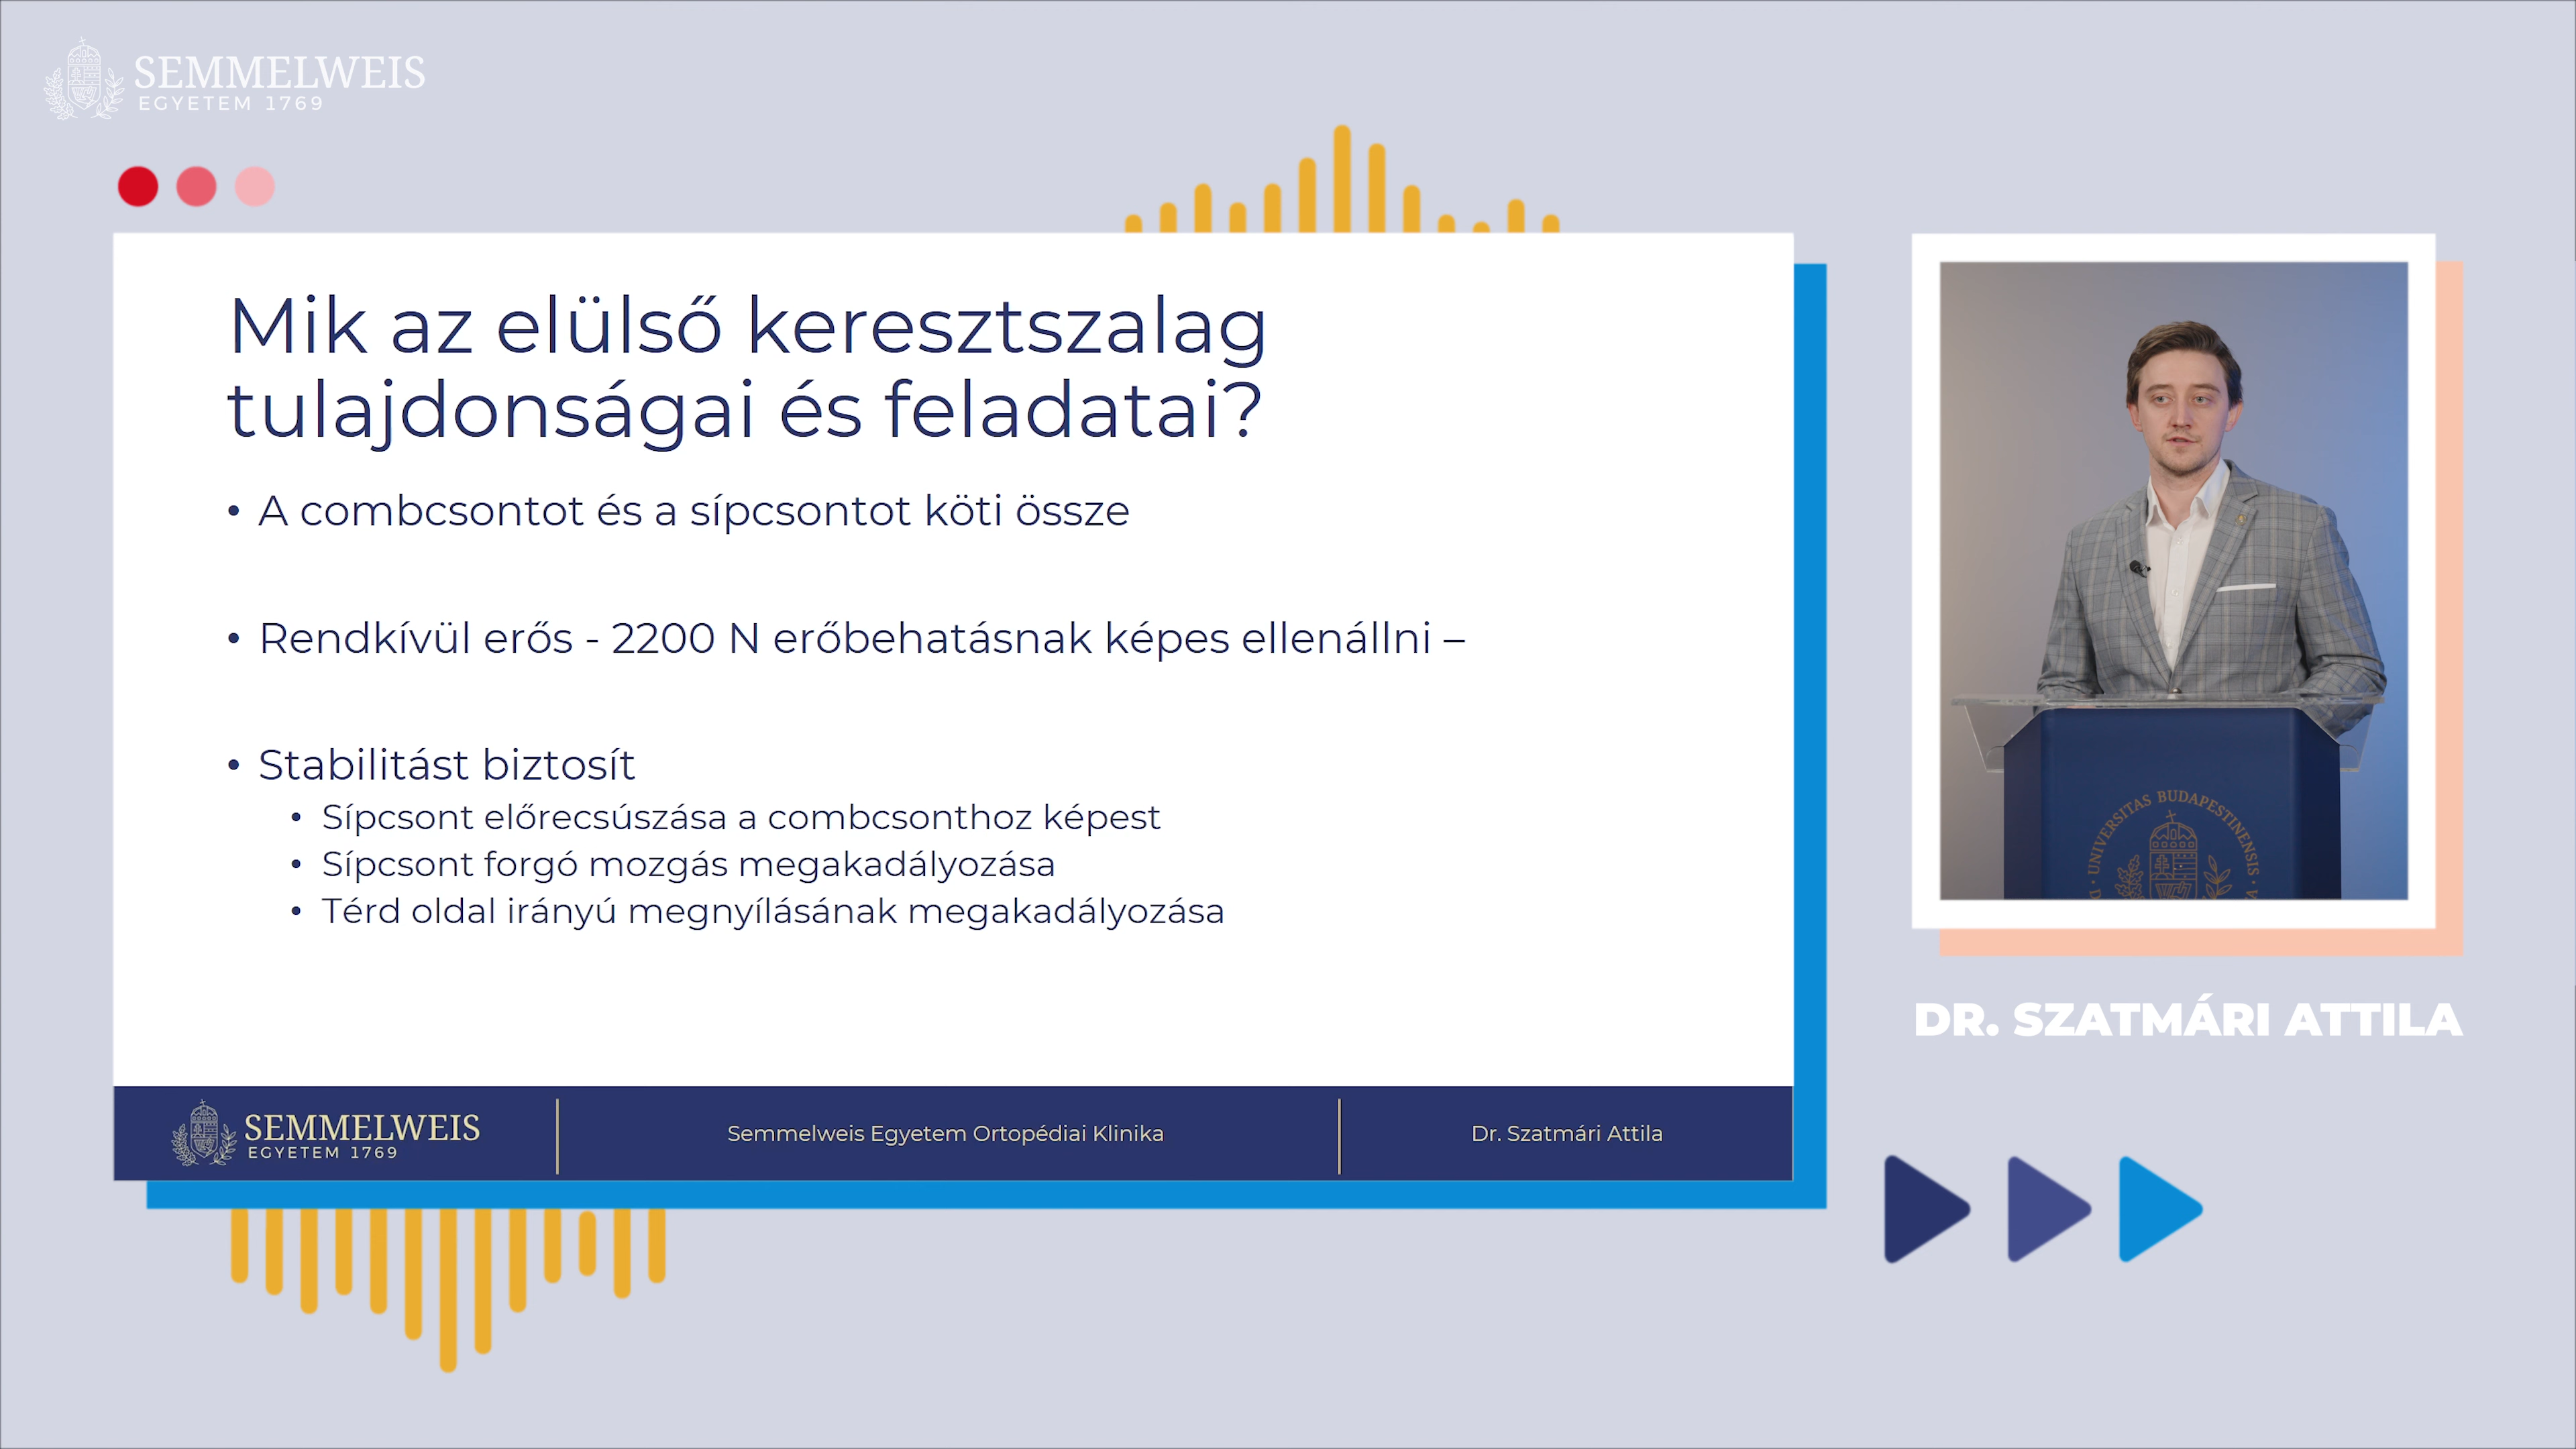 SEMMELWEIS
EGYETEM 1769
Mik az elülső keresztszalag
tulajdonságai és feladatai?
• A combcsontot és a sípcsontot köti össze
• Rendkívül erős - 2200 N erőbehatásnak képes ellenállni –
• Stabilitást biztosít
• Sípcsont előrecsúszása a combcsonthoz képest
• Sípcsont forgó mozgás megakadályozása
• Térd oldal irányú megnyílásának megakadályozása
SEMMELWEIS
EGYETEM 1769
Semmelweis Egyetem Ortopédiai Klinika
Dr. Szatmári Attila
UNIVERSITAS BUDAPESTINENSIS
DR. SZATMÁRI ATTILA